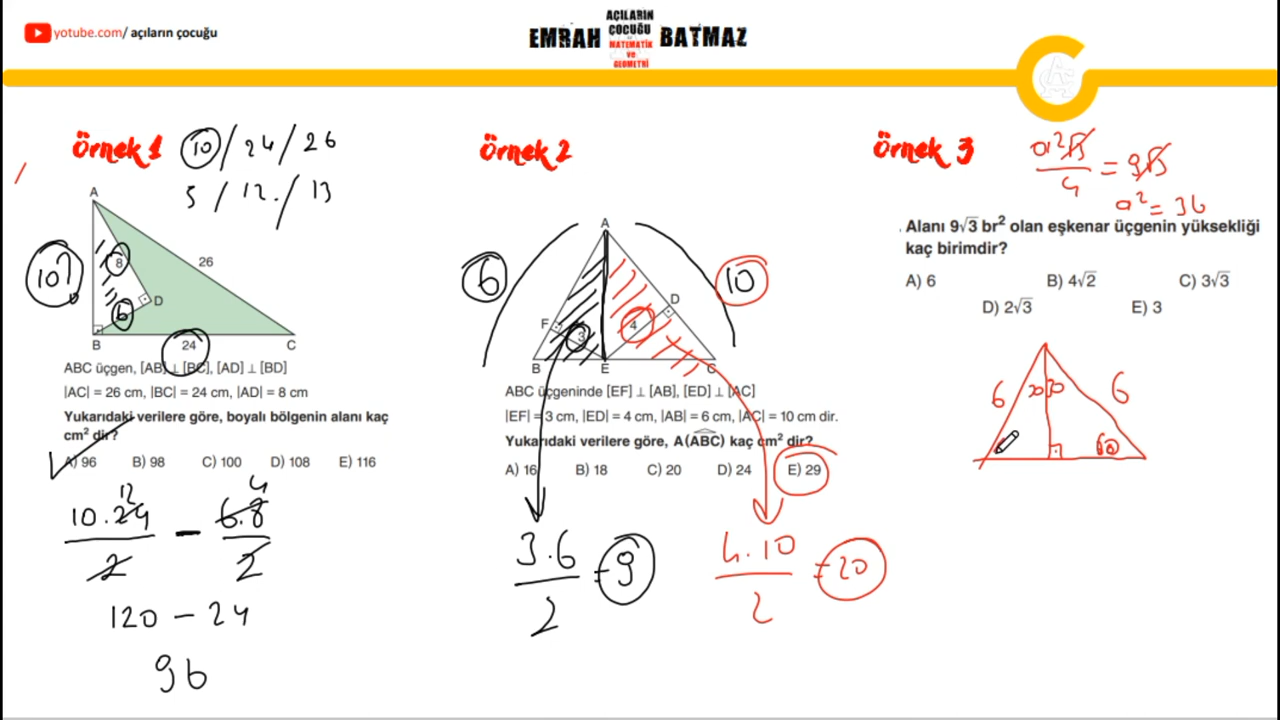 yotube.com/ açıların çocuğu
EMRAH AÇILARIN ÇOCUĞU MATEMATİK ve GEOMETRİ BATMAZ
Örnek 1
10 / 24 / 26
5 / 12 / 13
A
10?
8
26
D
6
B
24
C
ABC üçgen, [AB] ⊥ [BC], [AD] ⊥ [BD]
|AC| = 26 cm, |BC| = 24 cm, |AD| = 8 cm
Yukarıdaki verilere göre, boyalı bölgenin alanı kaç
cm² dir?
A) 96 B) 98 C) 100 D) 108 E) 116
12 4
10.24 / 2 - 6.8 / 2
120 - 24
96
Örnek 2
A
6
10
D
F
3
4
B
E
C
ABC üçgeninde [EF] ⊥ [AB], [ED] ⊥ [AC]
|EF| = 3 cm, |ED| = 4 cm, |AB| = 6 cm, |AC| = 10 cm dir.
Yukarıdaki verilere göre, A(ABC) kaç cm² dir?
A) 16 B) 18 C) 20 D) 24 E) 29
3.6 / 2 = 9
4.10 / 2 = 20
Örnek 3
a²√3 / 4 = 9√3
a² = 36
Alanı 9√3 br² olan eşkenar üçgenin yüksekliği
kaç birimdir?
A) 6 B) 4√2 C) 3√3
D) 2√3 E) 3
6
30 30
6
60